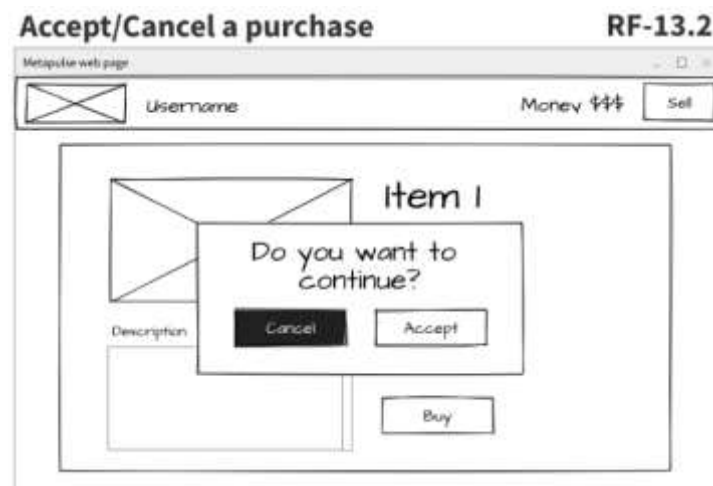 Accept/Cancel a purchase
RF-13.2
Metapulse web page
Username
Money $$$
Sell
Item 1
Do you want to
continue?
Cancel
Accept
Description
Buy